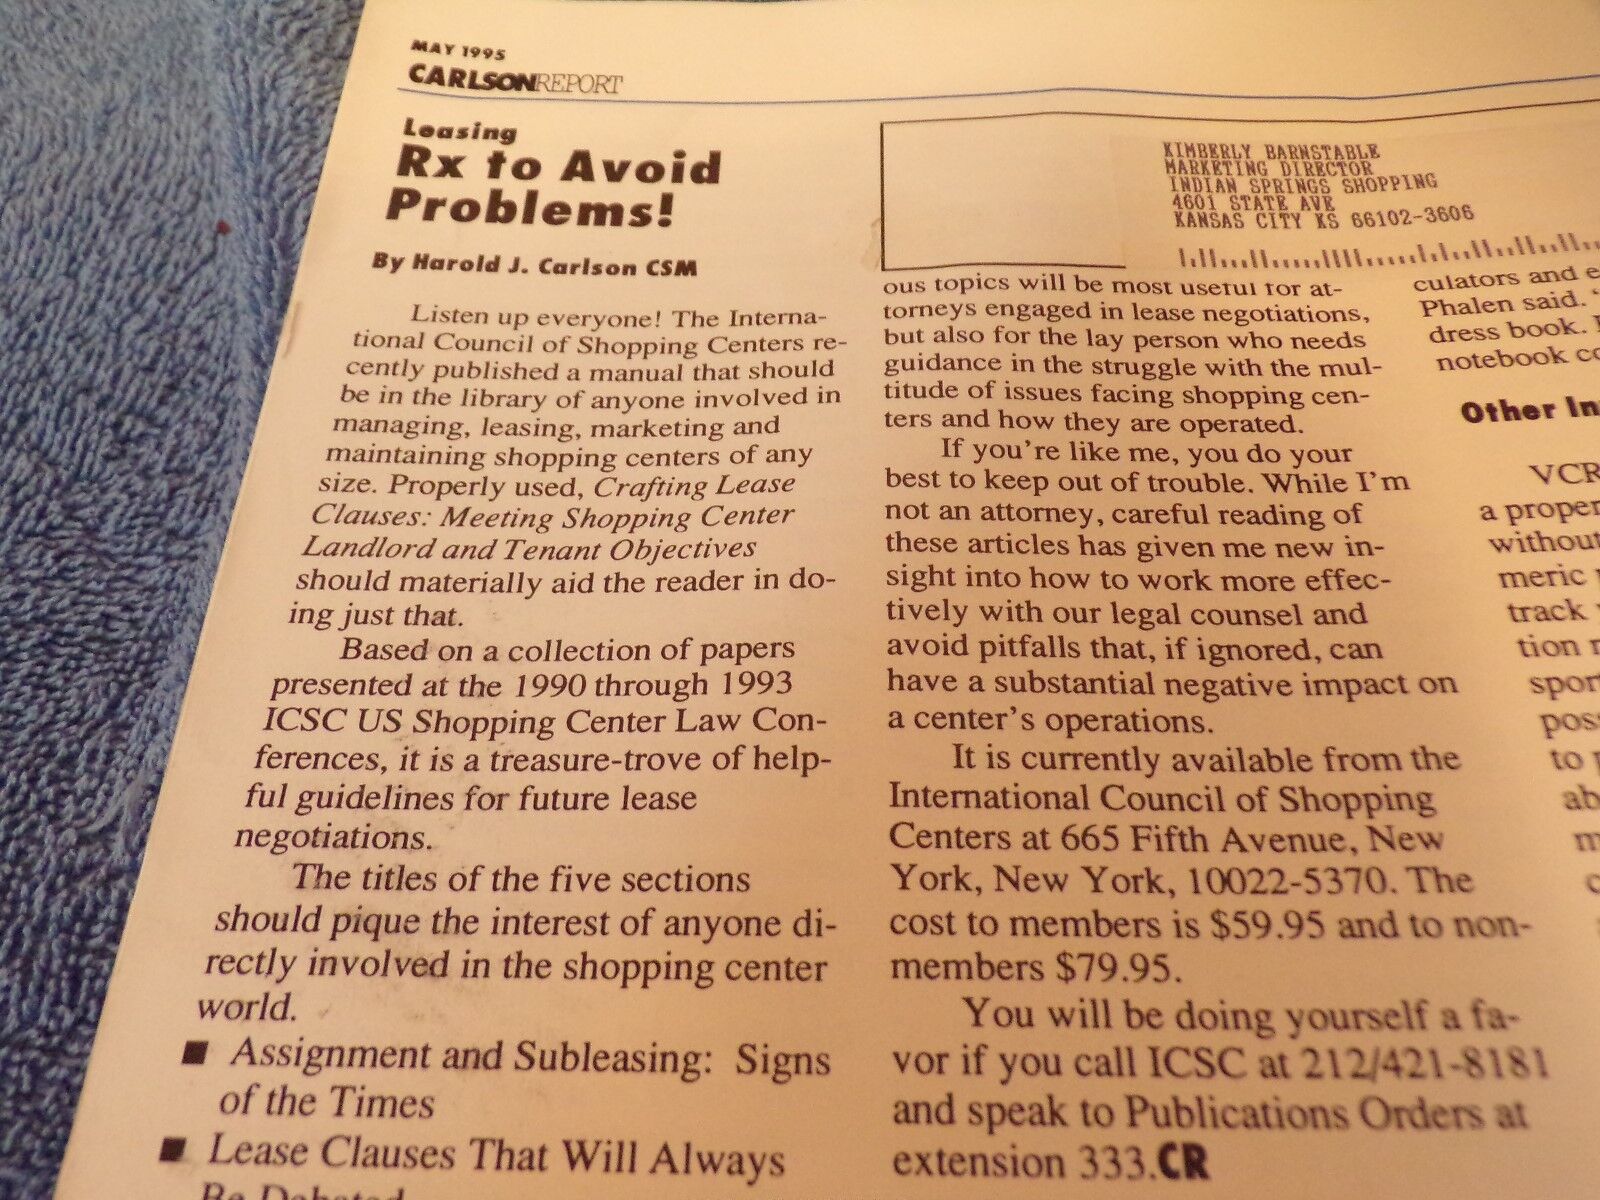 MAY 1995
CARLSONREPORT
Leasing
Rx to Avoid
Problems!
By Harold J. Carlson CSM
Listen up everyone! The Interna-
tional Council of Shopping Centers re-
cently published a manual that should
be in the library of anyone involved in
managing, leasing, marketing and
maintaining shopping centers of any
size. Properly used, Crafting Lease
Clauses: Meeting Shopping Center
Landlord and Tenant Objectives
should materially aid the reader in do-
ing just that.
Based on a collection of papers
presented at the 1990 through 1993
ICSC US Shopping Center Law Con-
ferences, it is a treasure-trove of help-
ful guidelines for future lease
negotiations.
The titles of the five sections
should pique the interest of anyone di-
rectly involved in the shopping center
world.
■ Assignment and Subleasing: Signs
of the Times
■ Lease Clauses That Will Always
Be Debated
KIMBERLY BARNSTABLE
MARKETING DIRECTOR
INDIAN SPRINGS SHOPPING
4601 STATE AVE
KANSAS CITY KS 66102-3606
ous topics will be most useful for at-
torneys engaged in lease negotiations,
but also for the lay person who needs
guidance in the struggle with the mul-
titude of issues facing shopping cen-
ters and how they are operated.
If you're like me, you do your
best to keep out of trouble. While I'm
not an attorney, careful reading of
these articles has given me new in-
sight into how to work more effec-
tively with our legal counsel and
avoid pitfalls that, if ignored, can
have a substantial negative impact on
a center's operations.
It is currently available from the
International Council of Shopping
Centers at 665 Fifth Avenue, New
York, New York, 10022-5370. The
cost to members is $59.95 and to non-
members $79.95.
You will be doing yourself a fa-
vor if you call ICSC at 212/421-8181
and speak to Publications Orders at
extension 333.CR
culators and
Phalen said.
dress book.
notebook
Other
VCR
a
without
meric
track
tion
to